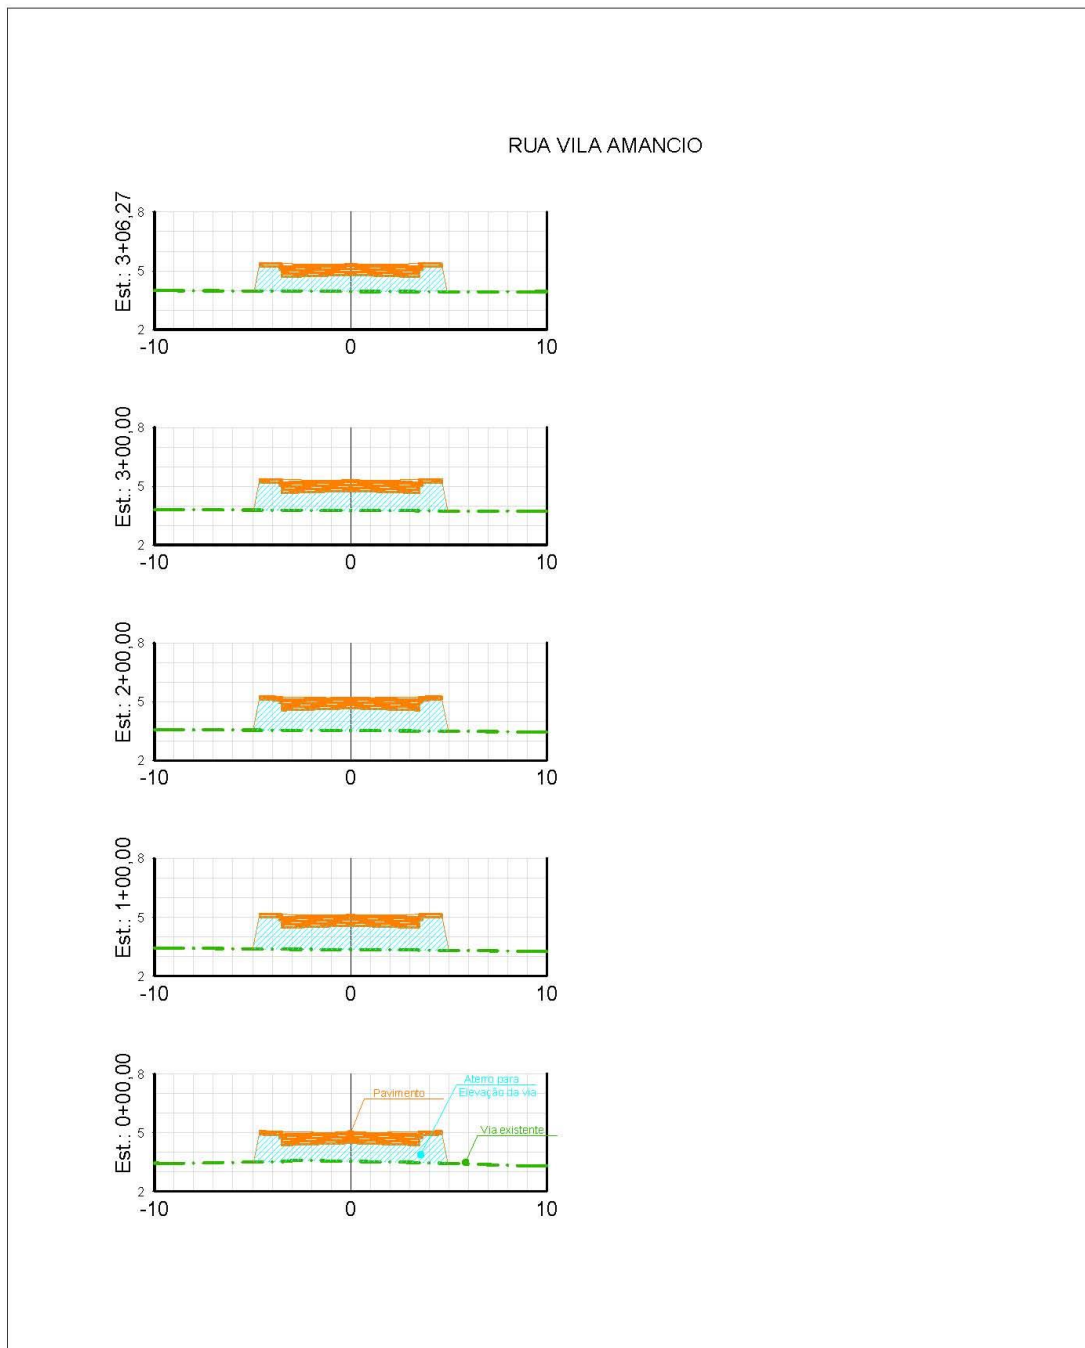 RUA VILA AMANCIO
Est.: 3+06,27
8
5
2
-10 0 10
Est.: 3+00,00
8
5
2
-10 0 10
Est.: 2+00,00
8
5
2
-10 0 10
Est.: 1+00,00
8
5
2
-10 0 10
Est.: 0+00,00
8
5
2
Pavimento
Aterro para
Elevação da via
Via existente
-10 0 10